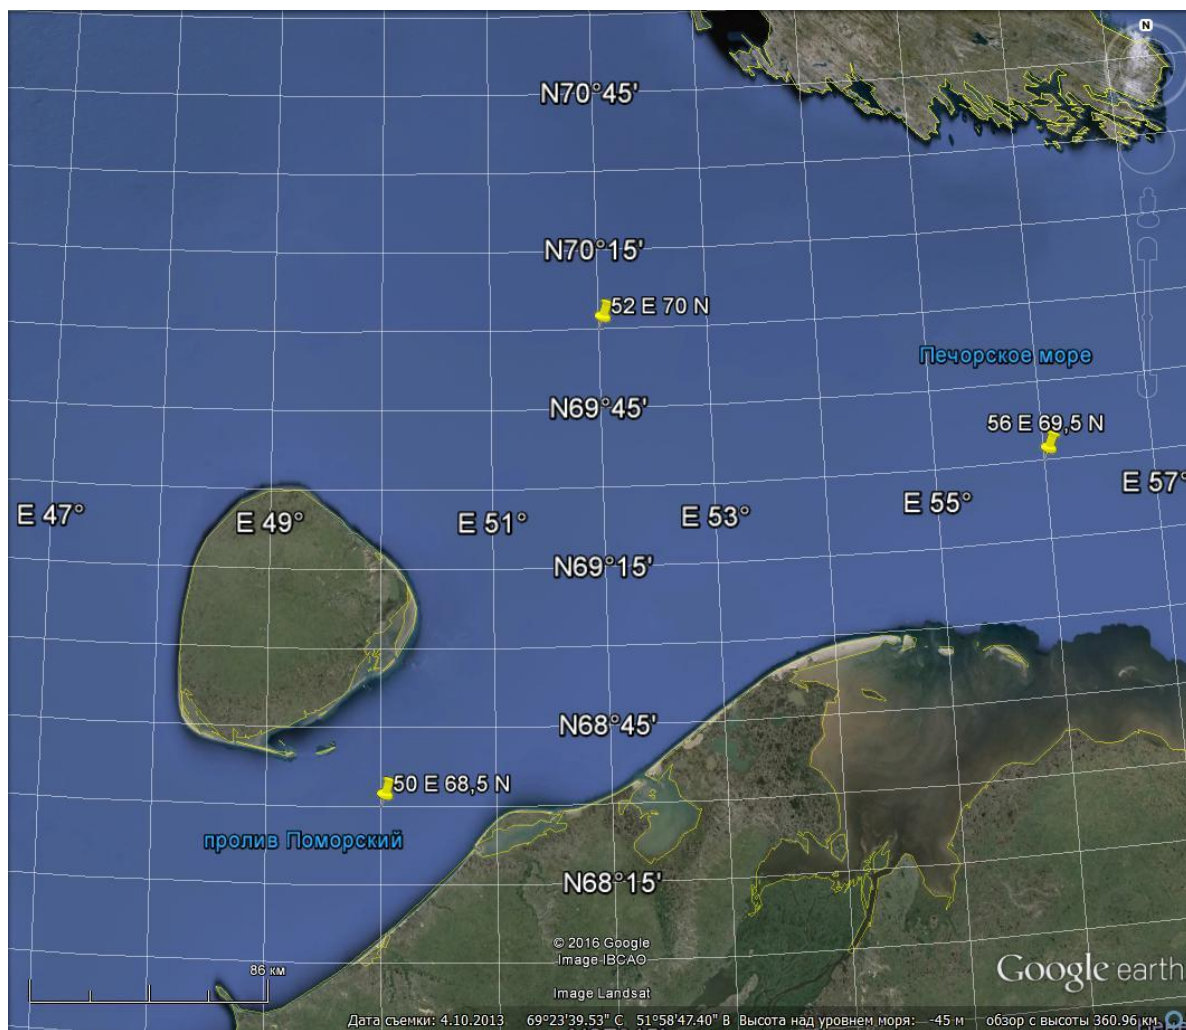 N
N70°45'
N70°15'
52 E 70 N
Печорское море
N69°45'
56 E 69,5 N
E 47°
E 49°
E 51°
E 53°
E 55°
E 57°
N69°15'
N68°45'
50 E 68,5 N
пролив Поморский
N68°15'
86 км
© 2016 Google
Image IBCAO
Image Landsat
Google earth
Дата съемки: 4.10.2013 69°23'39.53" С 51°58'47.40" В Высота над уровнем моря: -45 м обзор с высоты 360.96 км